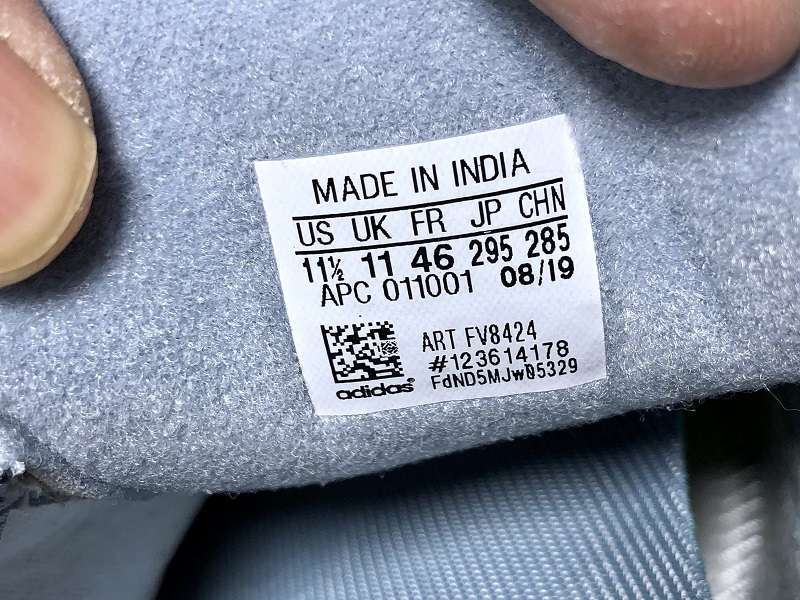 MADE IN INDIA
US UK FR JP CHN
11½ 11 46 295 285
APC 011001 08/19
ART FV8424
#123614178
adidas® FdND5MJw05329